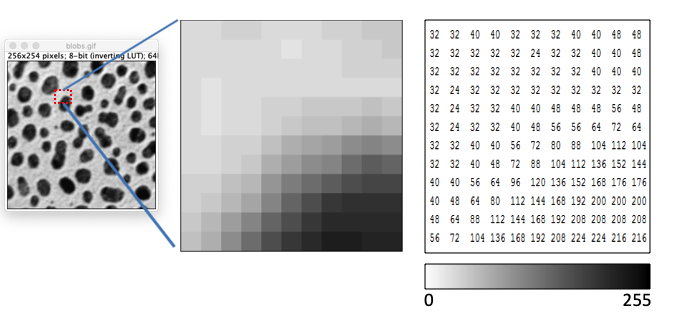 blobs.gif
256x254 pixels; 8-bit (inverting LUT); 64
32 32 40 40 32 32 32 40 40 48 48
32 32 32 32 32 24 32 32 40 40 48
32 32 32 32 32 32 32 32 40 40 40
32 24 32 32 32 32 32 32 32 32 32
32 24 32 32 40 40 48 48 48 56 48
32 24 32 32 40 48 56 56 64 72 64
32 32 40 40 56 72 80 88 104 112 104
32 32 40 48 72 88 104 112 136 152 144
40 40 56 64 96 120 136 152 168 176 176
40 48 64 80 112 144 168 192 200 200 200
48 64 88 112 144 168 192 208 208 208 208
56 72 104 136 168 192 208 224 224 216 216
0 255